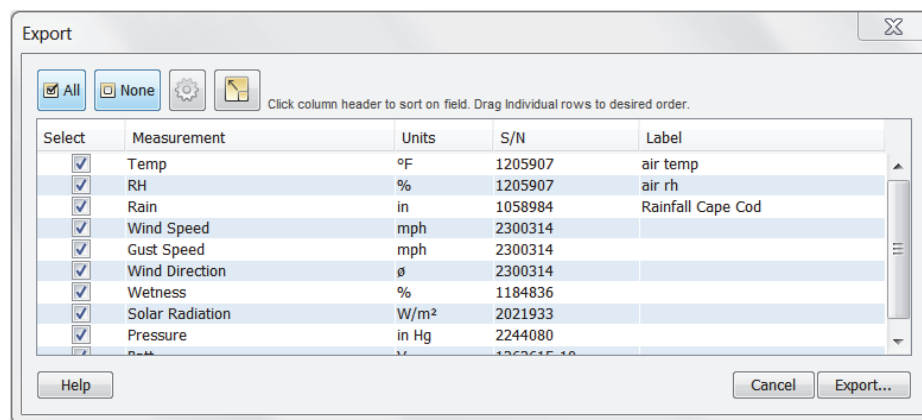 Export
All None Click column header to sort on field. Drag Individual rows to desired order.
Select Measurement Units S/N Label
Temp °F 1205907 air temp
RH % 1205907 air rh
Rain in 1058984 Rainfall Cape Cod
Wind Speed mph 2300314
Gust Speed mph 2300314
Wind Direction ø 2300314
Wetness % 1184836
Solar Radiation W/m² 2021933
Pressure in Hg 2244080
Help Cancel Export...